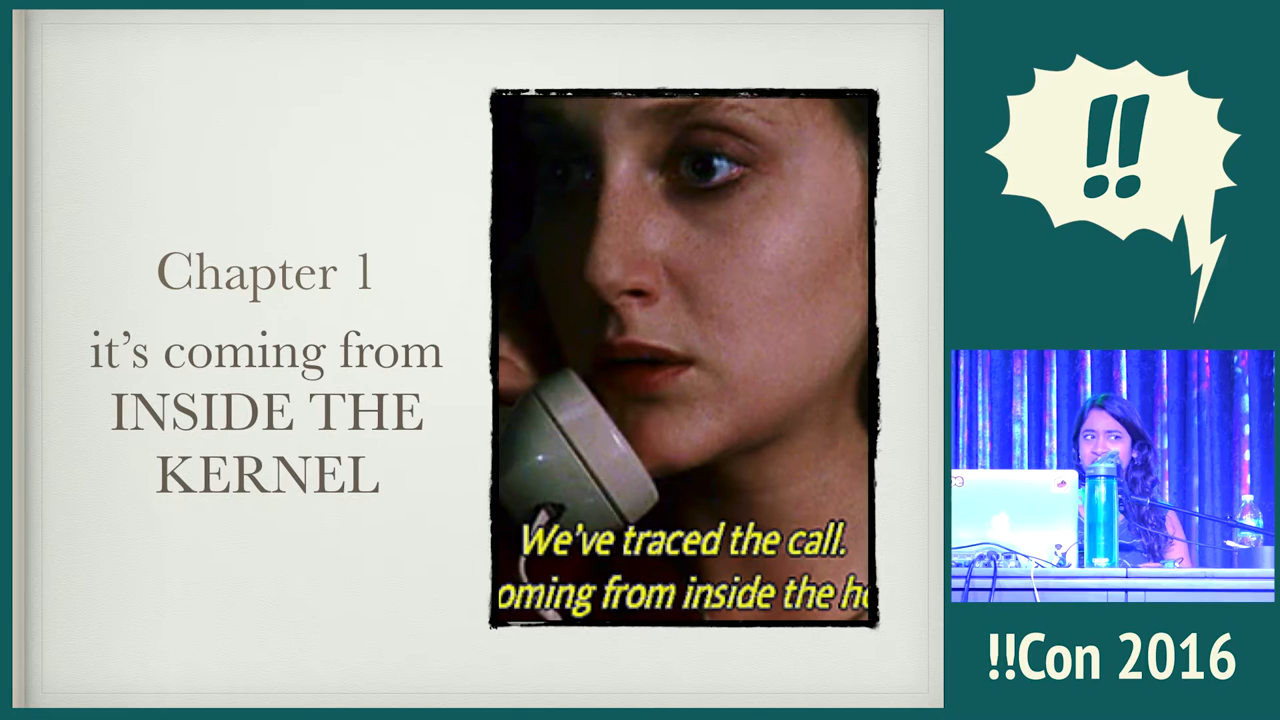 Chapter 1
it's coming from
INSIDE THE
KERNEL
We've traced the call.
oming from inside the h
!!
!!Con 2016